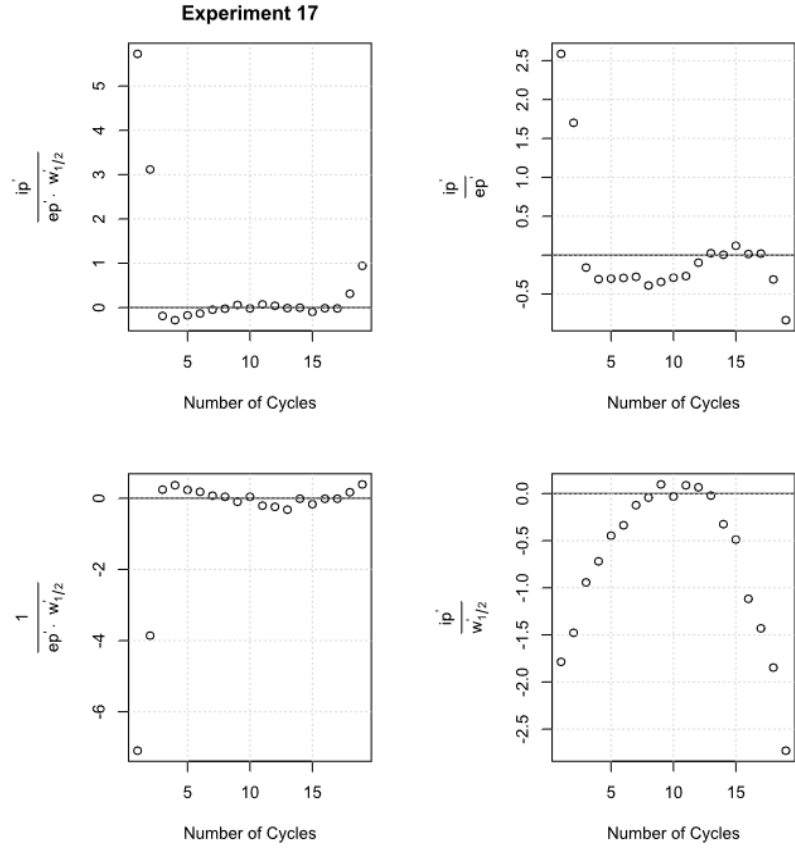 Experiment 17
ip'
ep' · w'1/2
5
4
3
2
1
0
5 10 15
Number of Cycles
ip'
ep'
2.5
2.0
1.5
0.5
-0.5
5 10 15
Number of Cycles
1
ep' · w'1/2
0
-2
-4
-6
5 10 15
Number of Cycles
ip'
w'1/2
0.0
-0.5
-1.0
-1.5
-2.0
-2.5
5 10 15
Number of Cycles